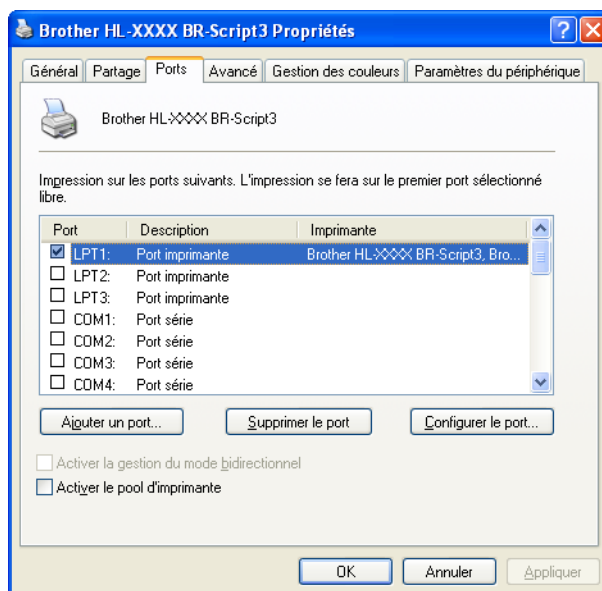 Brother HL-XXXX BR-Script3 Propriétés
Général Partage Ports Avancé Gestion des couleurs Paramètres du périphérique
Brother HL-XXXX BR-Script3
Impression sur les ports suivants. L'impression se fera sur le premier port sélectionné
libre.
Port Description Imprimante
LPT1: Port imprimante Brother HL-XXXX BR-Script3, Bro...
LPT2: Port imprimante
LPT3: Port imprimante
COM1: Port série
COM2: Port série
COM3: Port série
COM4: Port série
Ajouter un port... Supprimer le port Configurer le port...
Activer la gestion du mode bidirectionnel
Activer le pool d'imprimante
OK Annuler Appliquer